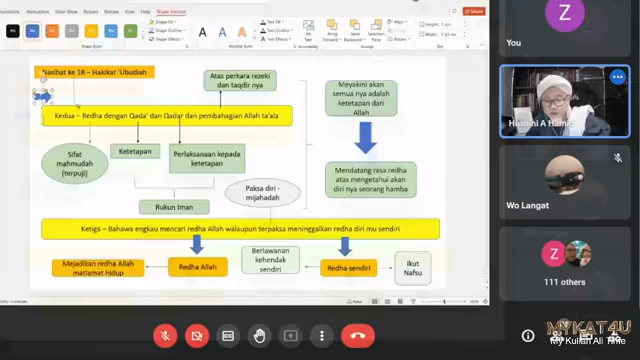 Shape Format
Z
You
Husaini A Hamid
Wo Langat
Z
111 others
Nasihat ke 18 – Hakikat 'Ubudiah
Atas perkara rezeki
dan taqdir nya
Meyakini akan
semua nya adalah
ketetapan dari
Allah
Kedua – Redha dengan Qada' dan Qadar dan pembahagian Allah ta'ala
Sifat
mahmudah
(terpuji)
Ketetapan
Perlaksanaan kepada
ketetapan
Mendatang rasa redha
atas mengetahui akan
diri nya seorang hamba
Paksa diri -
mijahadah
Rukun Iman
Ketiga – Bahawa engkau mencari redha Allah walaupun terpaksa meninggalkan redha diri mu sendiri
Mejadikan redha Allah
matlamat hidup
Redha Allah
Berlawanan
kehendak
sendiri
Redha sendiri
Ikut
Nafsu
MYKAT4U
My Kuliah All Time